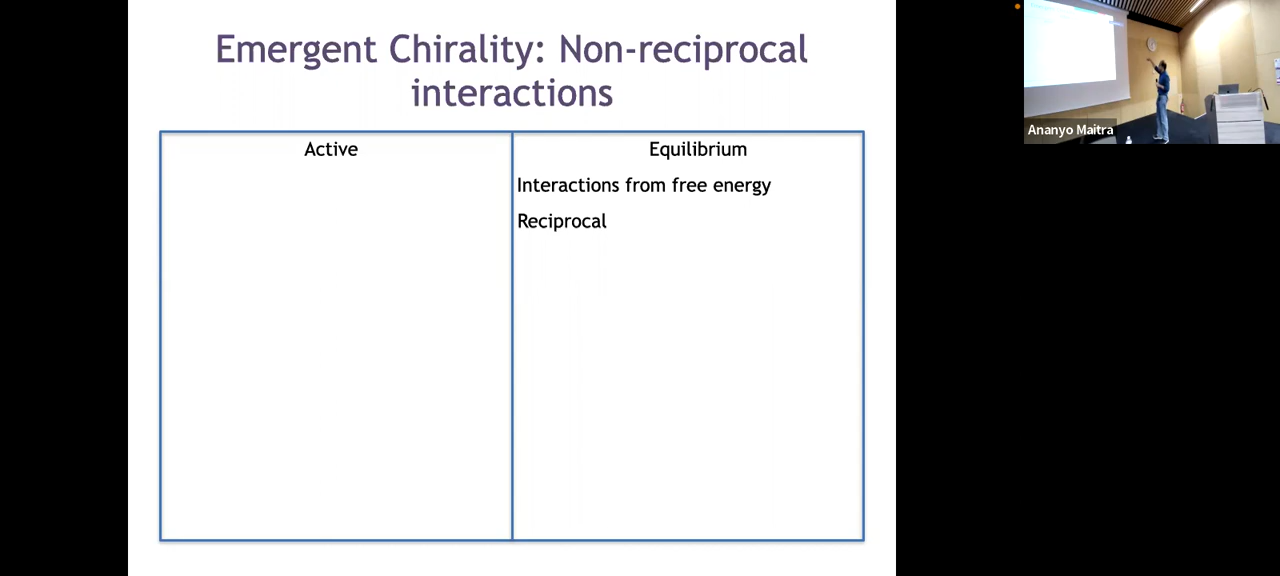 Emergent Chirality: Non-reciprocal
interactions
Active
Equilibrium
Interactions from free energy
Reciprocal
Ananyo Maitra